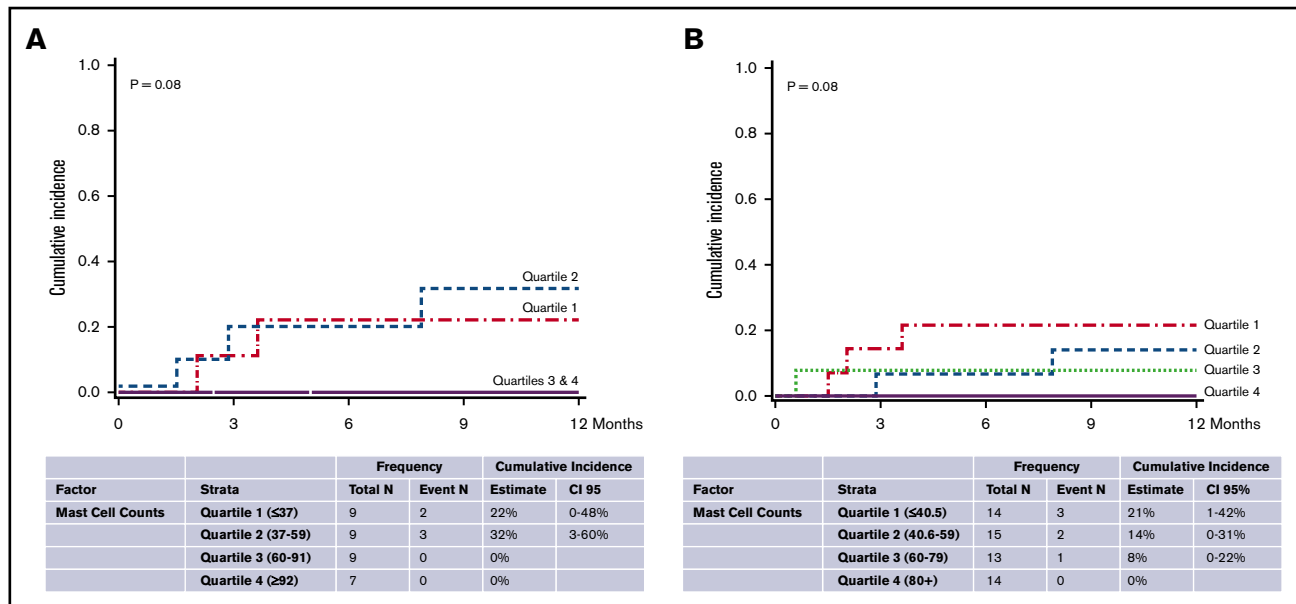 A
P = 0.08
Cumulative incidence
1.0
0.8
0.6
0.4
0.2
0.0
Quartile 2
Quartile 1
Quartiles 3 & 4
0 3 6 9 12 Months
Frequency Cumulative Incidence
Factor Strata Total N Event N Estimate CI 95
Mast Cell Counts Quartile 1 (≤37) 9 2 22% 0-48%
Quartile 2 (37-59) 9 3 32% 3-60%
Quartile 3 (60-91) 9 0 0%
Quartile 4 (≥92) 7 0 0%
B
P = 0.08
Cumulative incidence
1.0
0.8
0.6
0.4
0.2
0.0
Quartile 1
Quartile 2
Quartile 3
Quartile 4
0 3 6 9 12 Months
Frequency Cumulative Incidence
Factor Strata Total N Event N Estimate CI 95%
Mast Cell Counts Quartile 1 (≤40.5) 14 3 21% 1-42%
Quartile 2 (40.6-59) 15 2 14% 0-31%
Quartile 3 (60-79) 13 1 8% 0-22%
Quartile 4 (80+) 14 0 0%